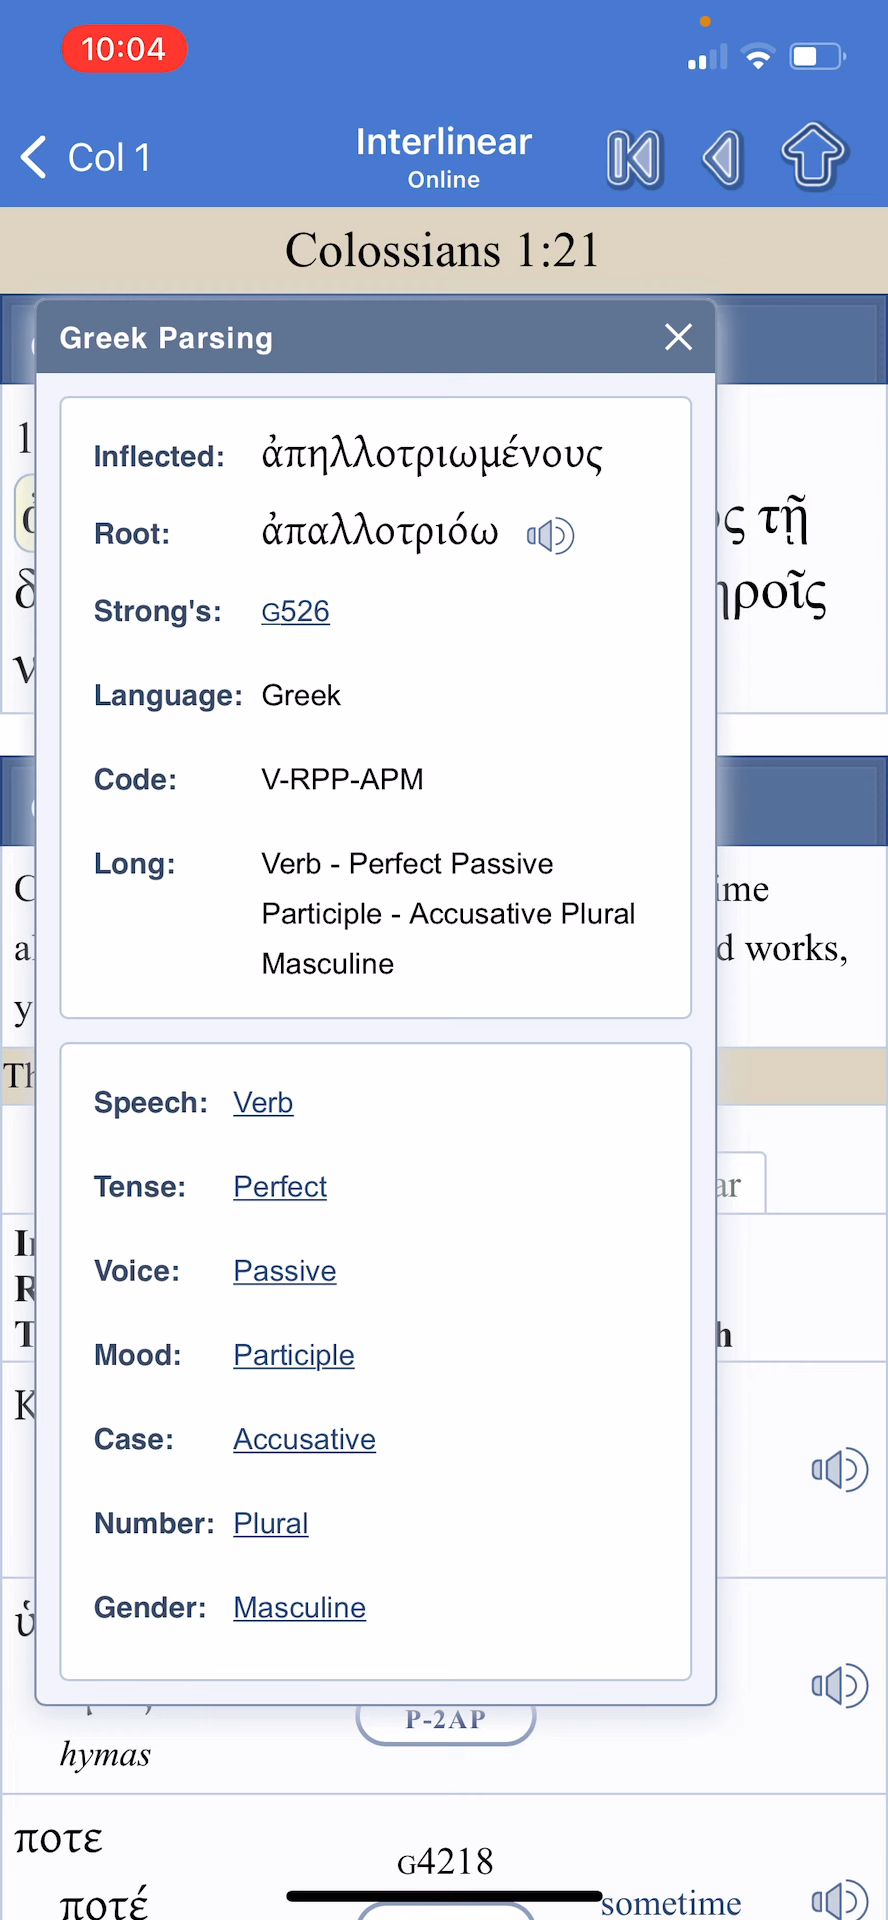 10:04
Col 1
Interlinear
Online
Colossians 1:21
Greek Parsing
Inflected: ἀπηλλοτριωμένους
Root: ἀπαλλοτριόω
Strong's: G526
Language: Greek
Code: V-RPP-APM
Long: Verb - Perfect Passive
Participle - Accusative Plural
Masculine
Speech: Verb
Tense: Perfect
Voice: Passive
Mood: Participle
Case: Accusative
Number: Plural
Gender: Masculine
τῇ
works,
P-2AP
hymas
ποτε
G4218
ποτέ
sometime